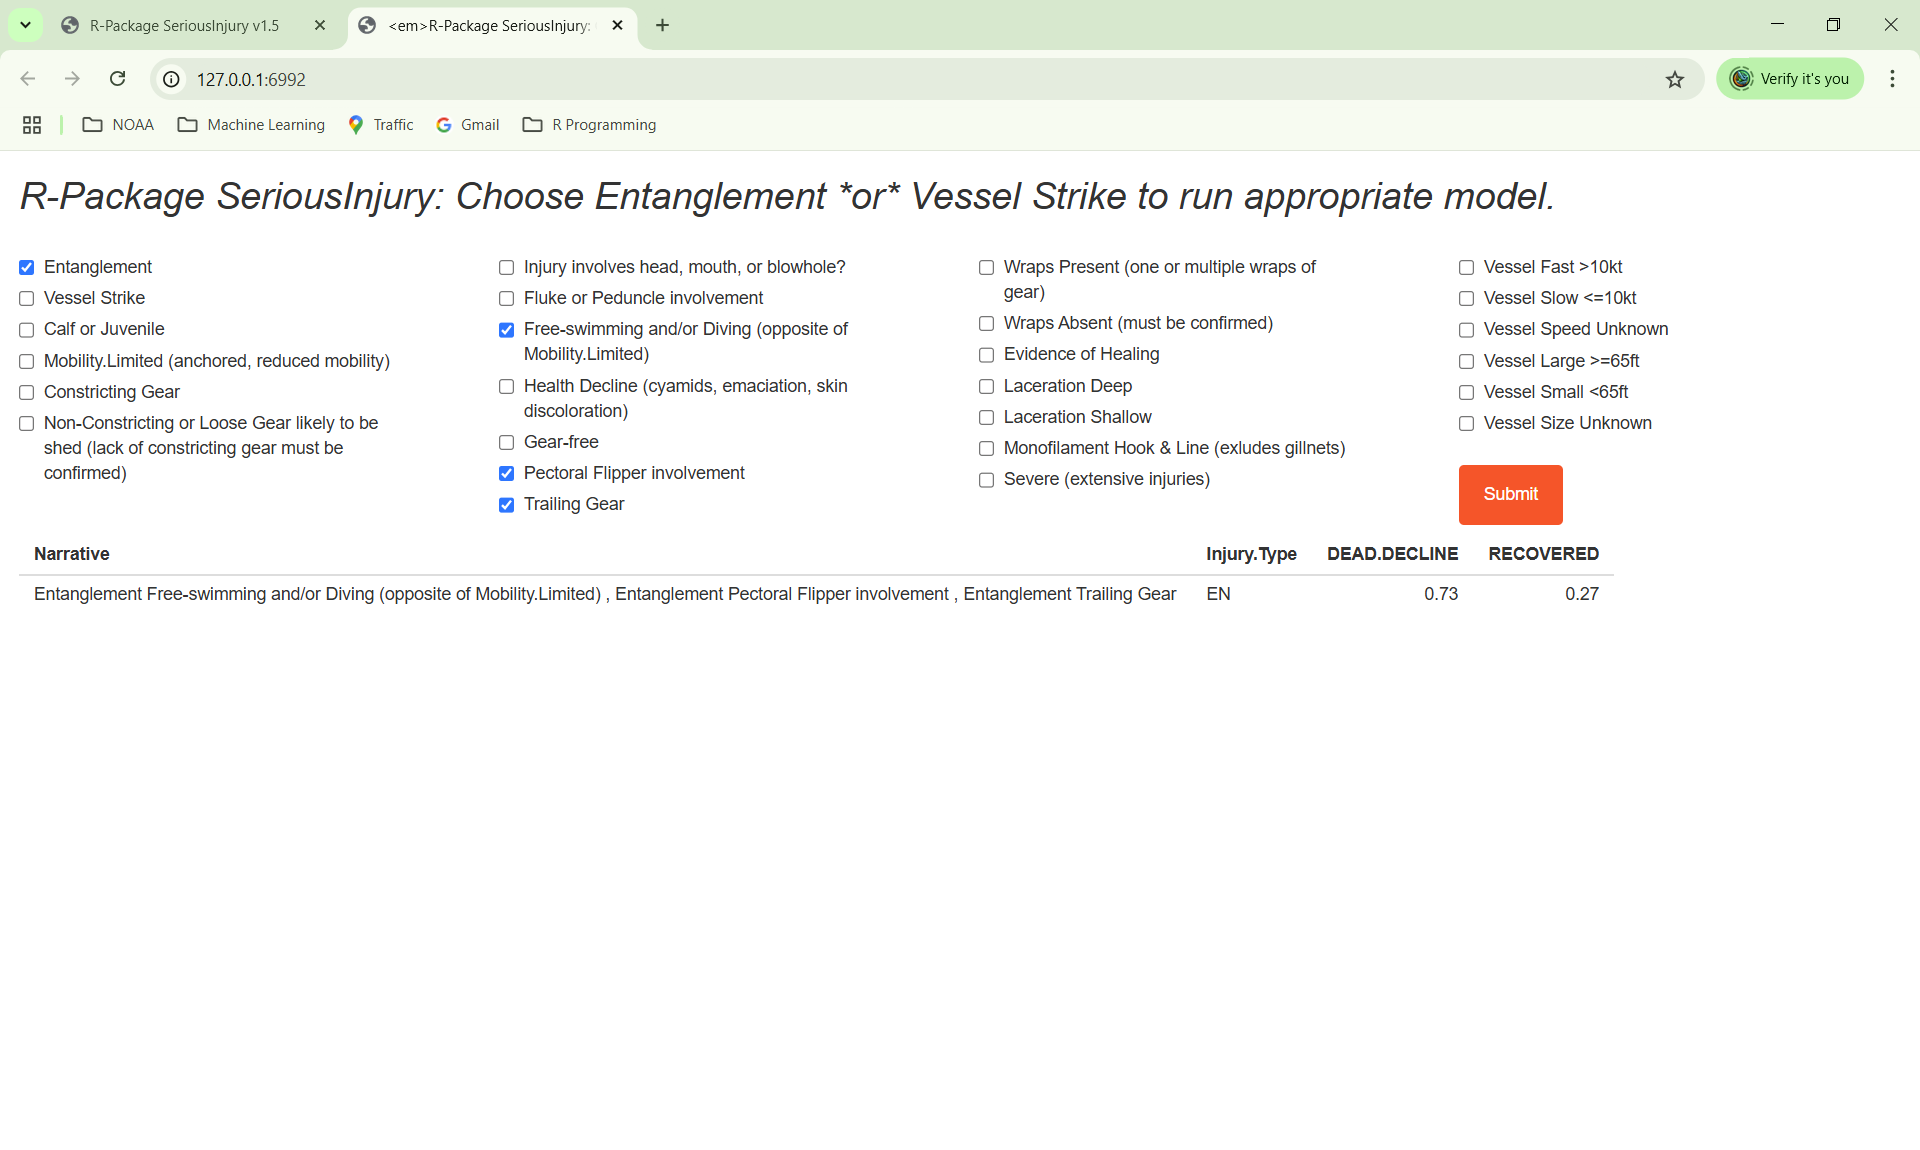 R-Package SeriousInjury v1.5
<em>R-Package SeriousInjury:
127.0.0.1:6992
Verify it's you
NOAA
Machine Learning
Traffic
Gmail
R Programming
R-Package SeriousInjury: Choose Entanglement *or* Vessel Strike to run appropriate model.
Entanglement
Vessel Strike
Calf or Juvenile
Mobility.Limited (anchored, reduced mobility)
Constricting Gear
Non-Constricting or Loose Gear likely to be
shed (lack of constricting gear must be
confirmed)
Injury involves head, mouth, or blowhole?
Fluke or Peduncle involvement
Free-swimming and/or Diving (opposite of
Mobility.Limited)
Health Decline (cyamids, emaciation, skin
discoloration)
Gear-free
Pectoral Flipper involvement
Trailing Gear
Wraps Present (one or multiple wraps of
gear)
Wraps Absent (must be confirmed)
Evidence of Healing
Laceration Deep
Laceration Shallow
Monofilament Hook & Line (exludes gillnets)
Severe (extensive injuries)
Vessel Fast >10kt
Vessel Slow <=10kt
Vessel Speed Unknown
Vessel Large >=65ft
Vessel Small <65ft
Vessel Size Unknown
Submit
Narrative Injury.Type DEAD.DECLINE RECOVERED
Entanglement Free-swimming and/or Diving (opposite of Mobility.Limited) , Entanglement Pectoral Flipper involvement , Entanglement Trailing Gear EN 0.73 0.27